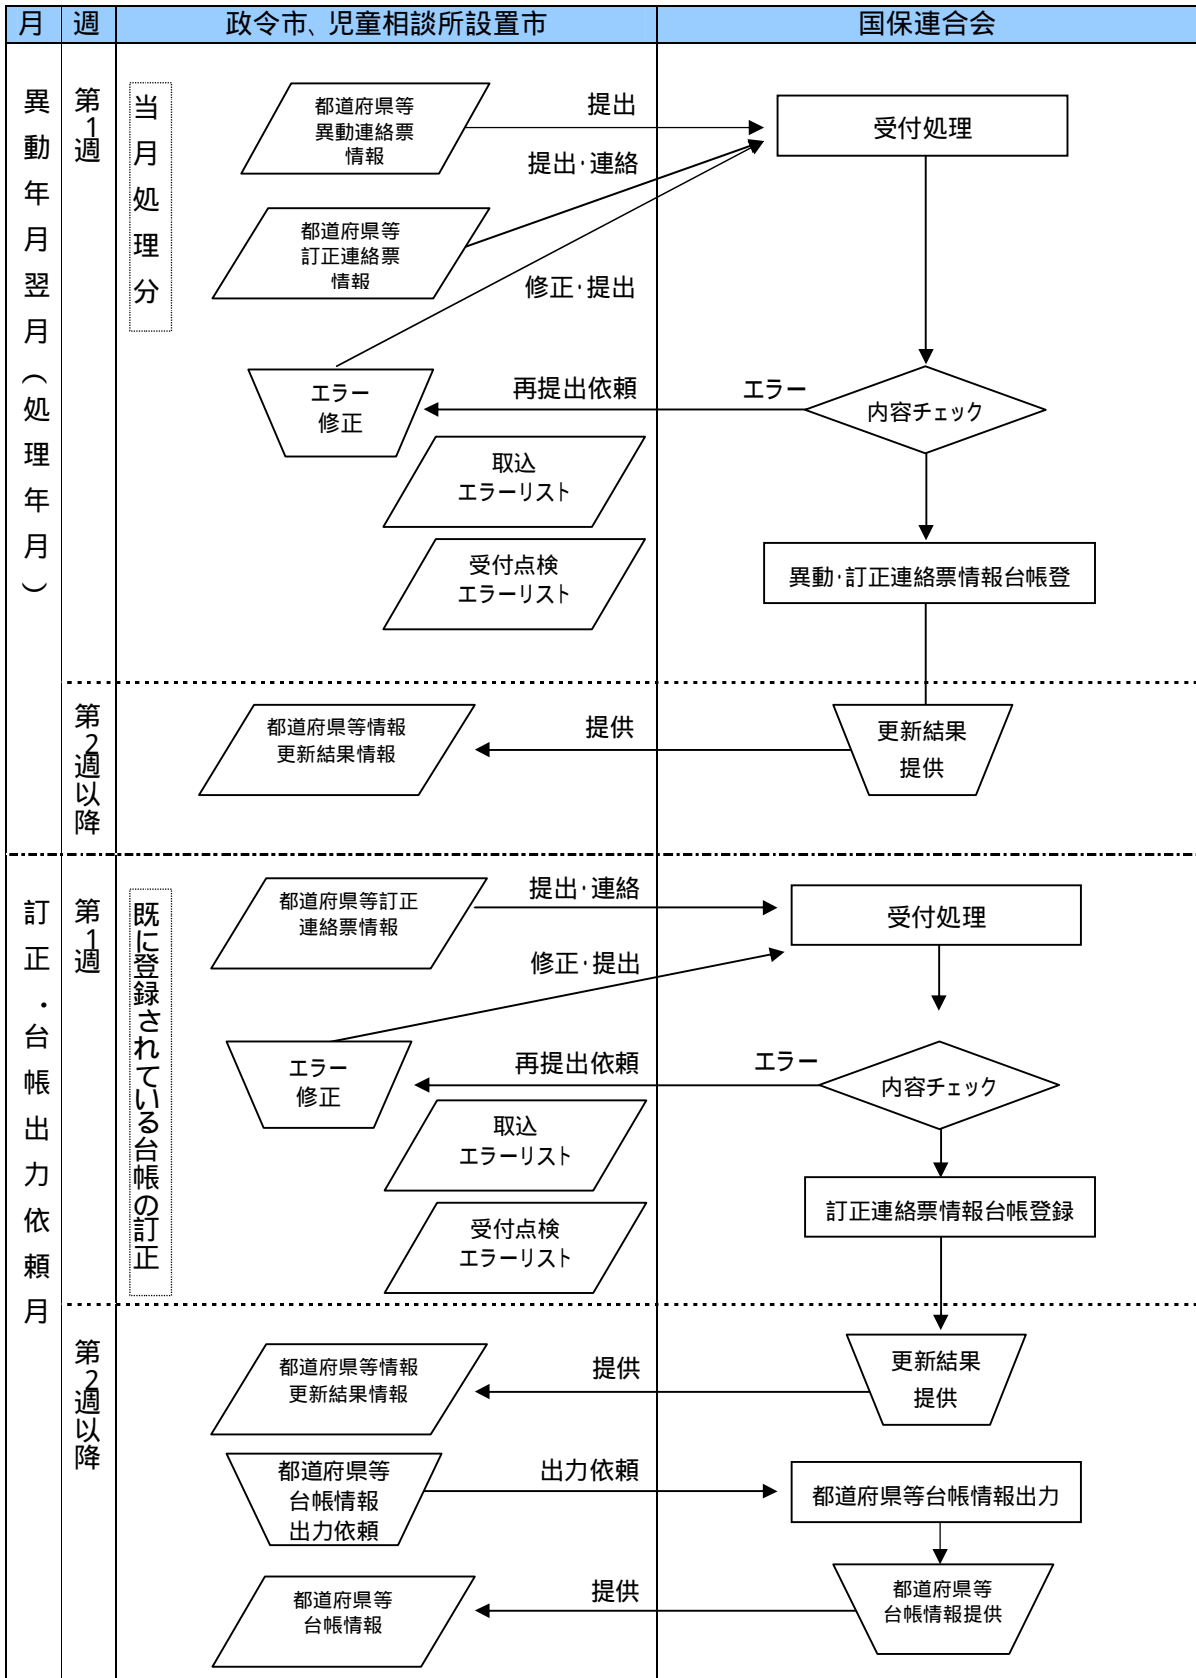 月
週
政令市、児童相談所設置市
国保連合会
異動年月翌月(処理年月)
第1週
当月処理分
都道府県等
異動連絡票
情報
提出
受付処理
提出・連絡
都道府県等
訂正連絡票
情報
修正・提出
エラー
修正
再提出依頼
エラー
内容チェック
取込
エラーリスト
受付点検
エラーリスト
異動・訂正連絡票情報台帳登
第2週以降
都道府県等情報
更新結果情報
提供
更新結果
提供
訂正・台帳出力依頼月
第1週
既に登録されている台帳の訂正
都道府県等訂正
連絡票情報
提出・連絡
受付処理
修正・提出
エラー
修正
再提出依頼
エラー
内容チェック
取込
エラーリスト
受付点検
エラーリスト
訂正連絡票情報台帳登録
第2週以降
都道府県等情報
更新結果情報
提供
更新結果
提供
都道府県等
台帳情報
出力依頼
出力依頼
都道府県等台帳情報出力
都道府県等
台帳情報
提供
都道府県等
台帳情報提供